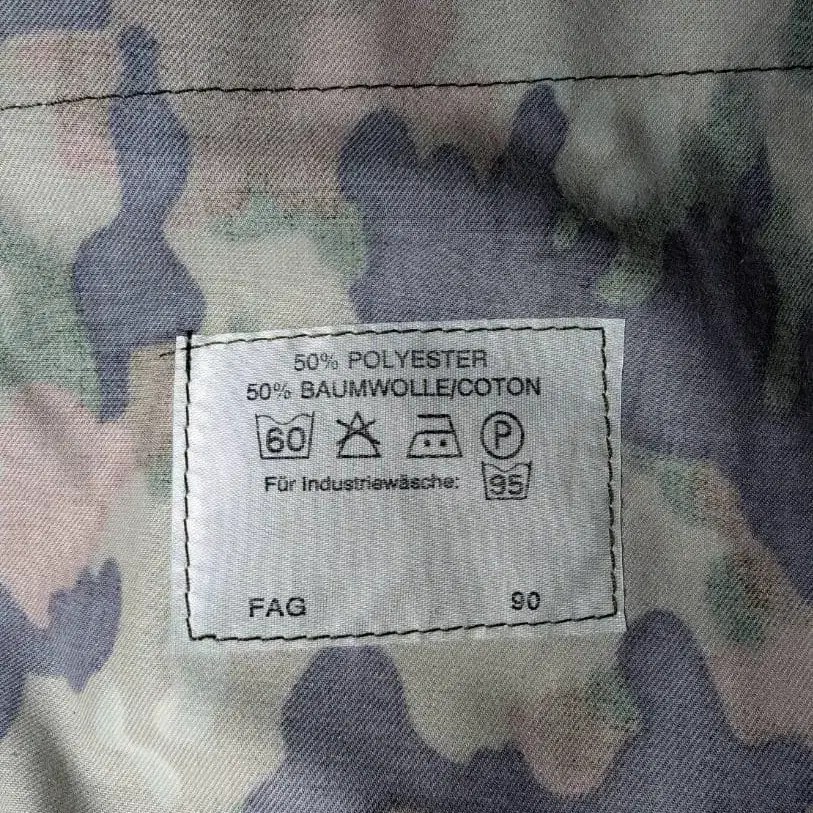 50% POLYESTER
50% BAUMWOLLE/COTON
60 P
Für Industriewäsche: 95
FAG 90